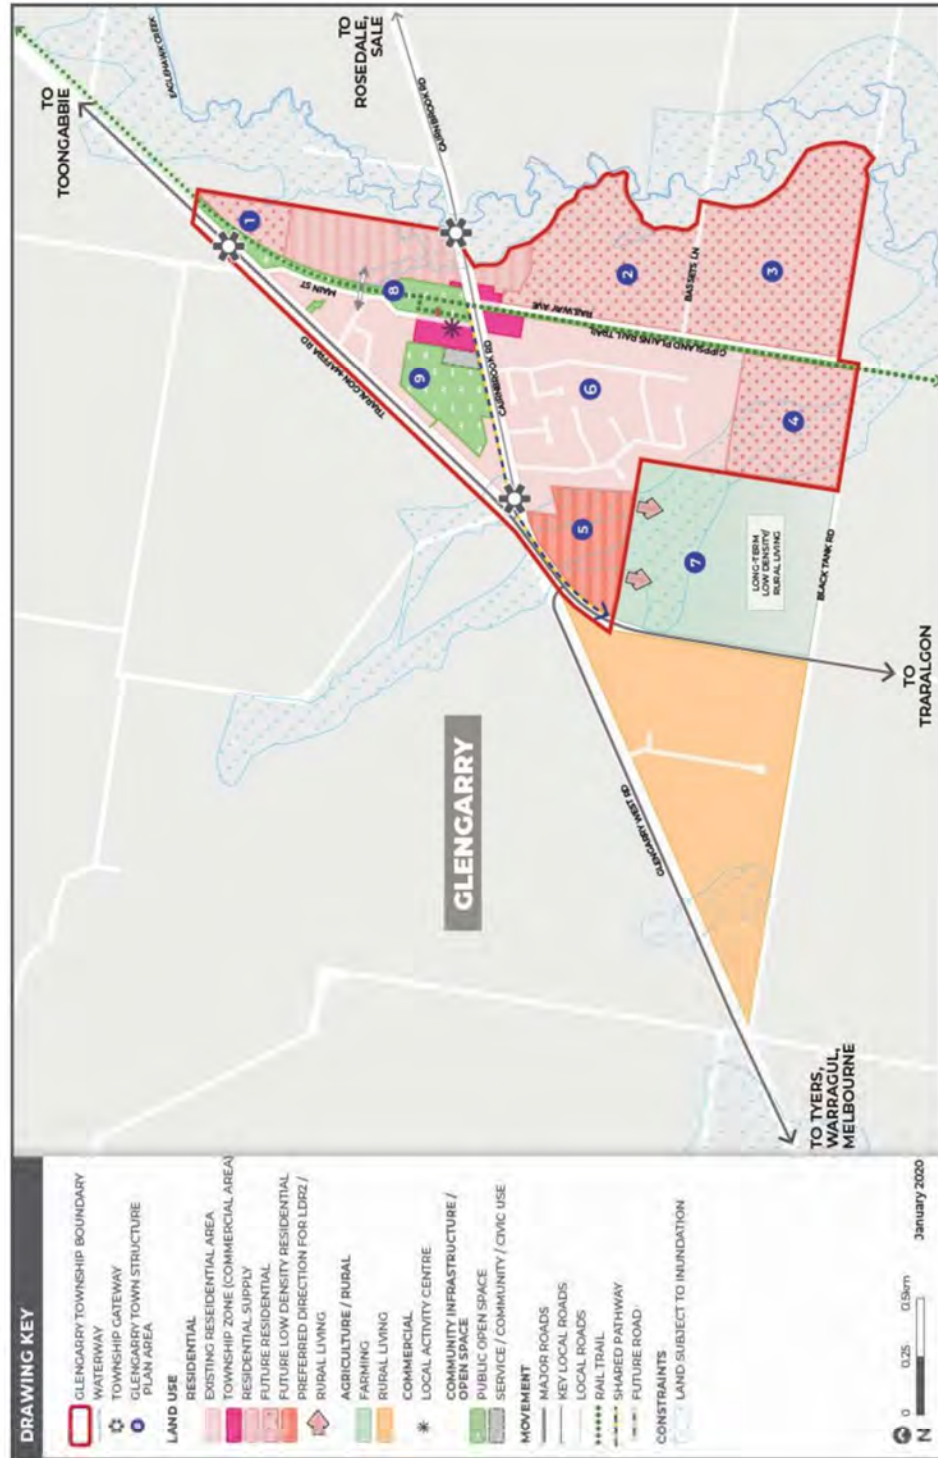 DRAWING KEY
GLENGARRY TOWNSHIP BOUNDARY
WATERWAY
TOWNSHIP GATEWAY
8
GLENGARRY TOWN STRUCTURE
PLAN AREA
LAND USE
RESIDENTIAL
EXISTING RESEIDENTIAL AREA
TOWNSHIP ZONE (COMMERCIAL AREA)
RESIDENTIAL SUPPLY
FUTURE RESIDENTIAL
FUTURE LOW DENSITY RESIDENTIAL
PREFERRED DIRECTION FOR LDR2 /
RURAL LIVING
AGRICULTURE / RURAL
FARMING
RURAL LIVING
COMMERCIAL
LOCAL ACTIVITY CENTRE
COMMUNITY INFRASTRUCTURE /
OPEN SPACE
PUBLIC OPEN SPACE
SERVICE / COMMUNITY / CIVIC USE
MOVEMENT
MAJOR ROADS
KEY LOCAL ROADS
LOCAL ROADS
RAIL TRAIL
SHARED PATHWAY
FUTURE ROAD
CONSTRAINTS
LAND SUBJECT TO INUNDATION
N
0
0.25
0.5km
January 2020
TO
TOONGABBIE
EAGLEHAWK CREEK
TO
ROSEDALE,
SALE
CAIRNBROOK RD
MAIN ST
TRARALGON-MAFFRA RD
1
8
9
CAIRNBROOK RD
RAILWAY AVE
2
BASSETS LN
3
GIPPSLAND PLAINS RAIL TRAIL
6
4
5
7
LONG-TERM
LOW DENSITY/
RURAL LIVING
BLACK TANK RD
GLENGARRY
GLENGARRY WEST RD
TO
TRARALGON
TO TYERS,
WARRAGUL,
MELBOURNE